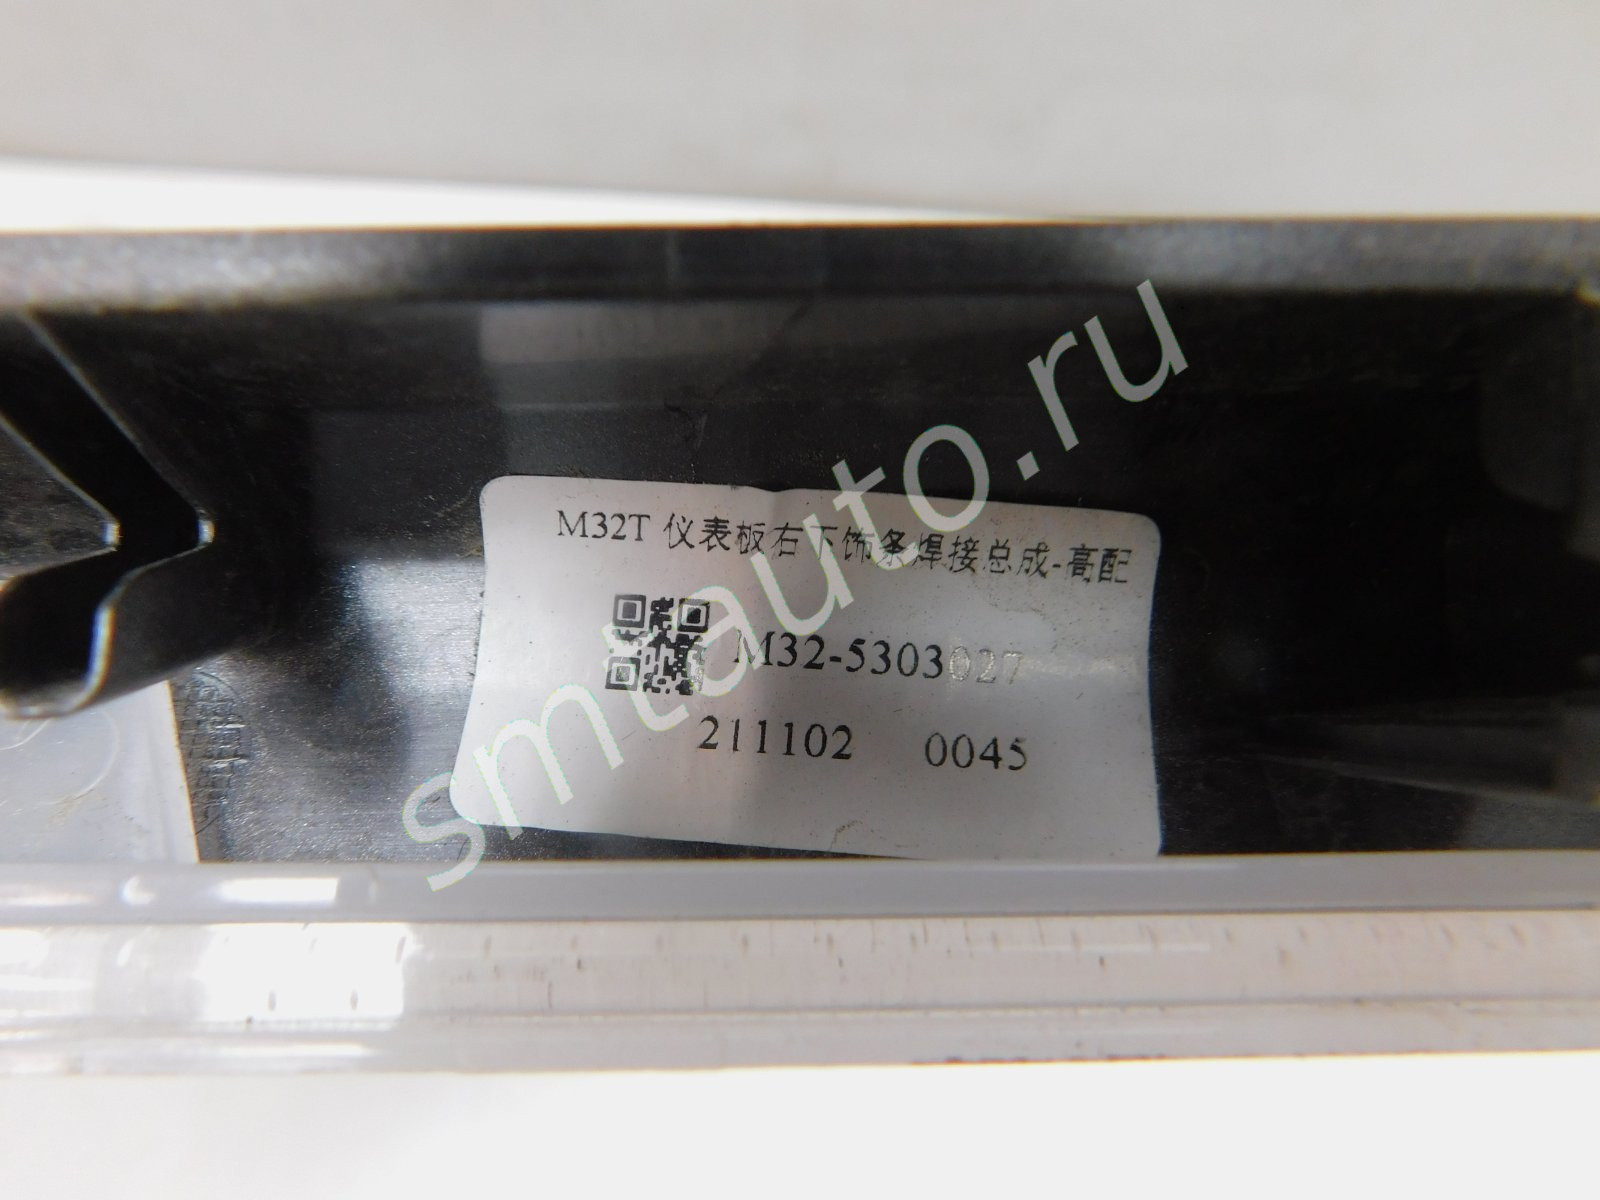 M32T 仪表板右下饰条焊接总成-高配
M32-5303027
211102 0045
smtauto.ru